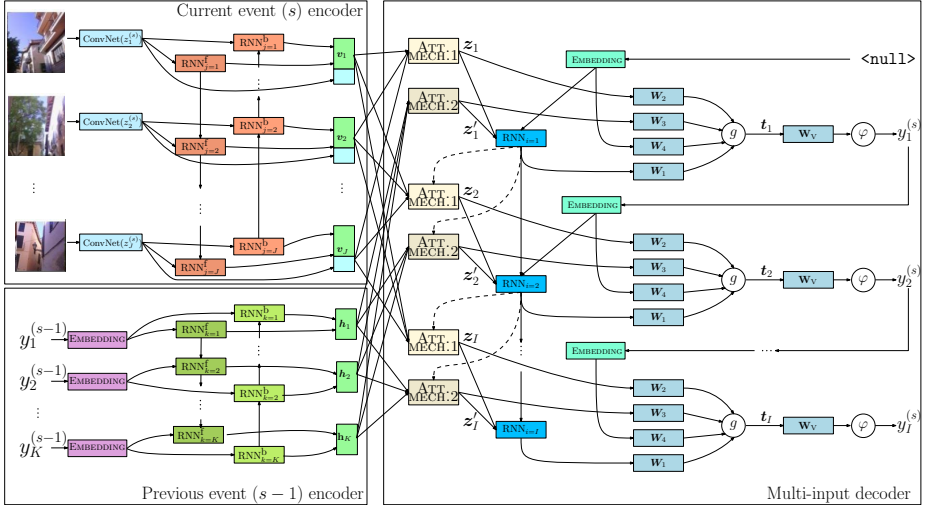 Current event (s) encoder
ConvNet(z_1^{(s)})
RNN^f_{j=1}
RNN^b_{j=1}
v_1
ConvNet(z_2^{(s)})
RNN^f_{j=2}
RNN^b_{j=2}
v_2
⋮
ConvNet(z_j^{(s)})
RNN^f_{j=J}
RNN^b_{j=J}
v_J
y_1^{(s-1)}
EMBEDDING
RNN^f_{k=1}
RNN^b_{k=1}
h_1
y_2^{(s-1)}
EMBEDDING
RNN^f_{k=2}
RNN^b_{k=2}
h_2
⋮
y_K^{(s-1)}
EMBEDDING
RNN^f_{k=K}
RNN^b_{k=K}
h_K
Previous event (s − 1) encoder
ATT.
MECH.1
z_1
ATT.
MECH.2
z'_1
EMBEDDING
<null>
RNN_{i=1}
W_2
W_3
W_4
W_1
g
t_1
W_V
φ
y_1^{(s)}
ATT.
MECH.1
z_2
ATT.
MECH.2
z'_2
EMBEDDING
RNN_{i=2}
W_2
W_3
W_4
W_1
g
t_2
W_V
φ
y_2^{(s)}
⋮
ATT.
MECH.1
z_I
ATT.
MECH.2
z'_I
EMBEDDING
...
RNN_{i=I}
W_2
W_3
W_4
W_1
g
t_I
W_V
φ
y_I^{(s)}
Multi-input decoder